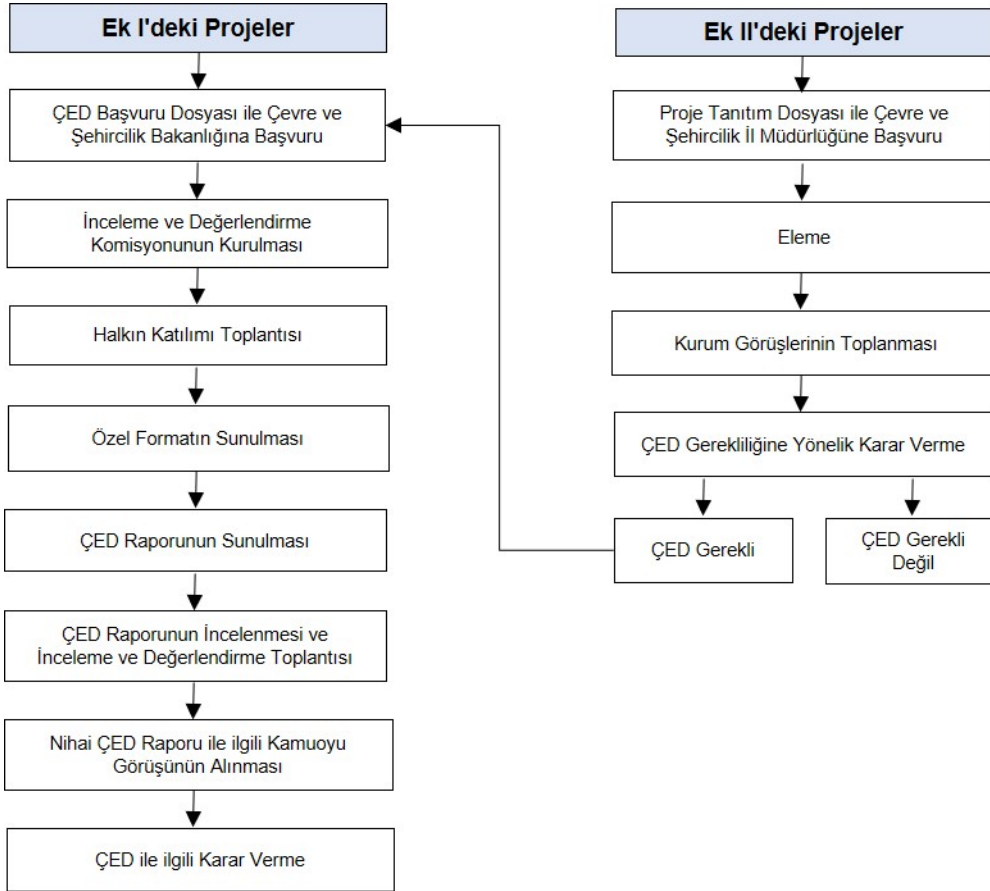 Ek I'deki Projeler
ÇED Başvuru Dosyası ile Çevre ve
Şehircilik Bakanlığına Başvuru
İnceleme ve Değerlendirme
Komisyonunun Kurulması
Halkın Katılımı Toplantısı
Özel Formatın Sunulması
ÇED Raporunun Sunulması
ÇED Raporunun İncelenmesi ve
İnceleme ve Değerlendirme Toplantısı
Nihai ÇED Raporu ile ilgili Kamuoyu
Görüşünün Alınması
ÇED ile ilgili Karar Verme
Ek II'deki Projeler
Proje Tanıtım Dosyası ile Çevre ve
Şehircilik İl Müdürlüğüne Başvuru
Eleme
Kurum Görüşlerinin Toplanması
ÇED Gerekliliğine Yönelik Karar Verme
ÇED Gerekli
ÇED Gerekli
Değil